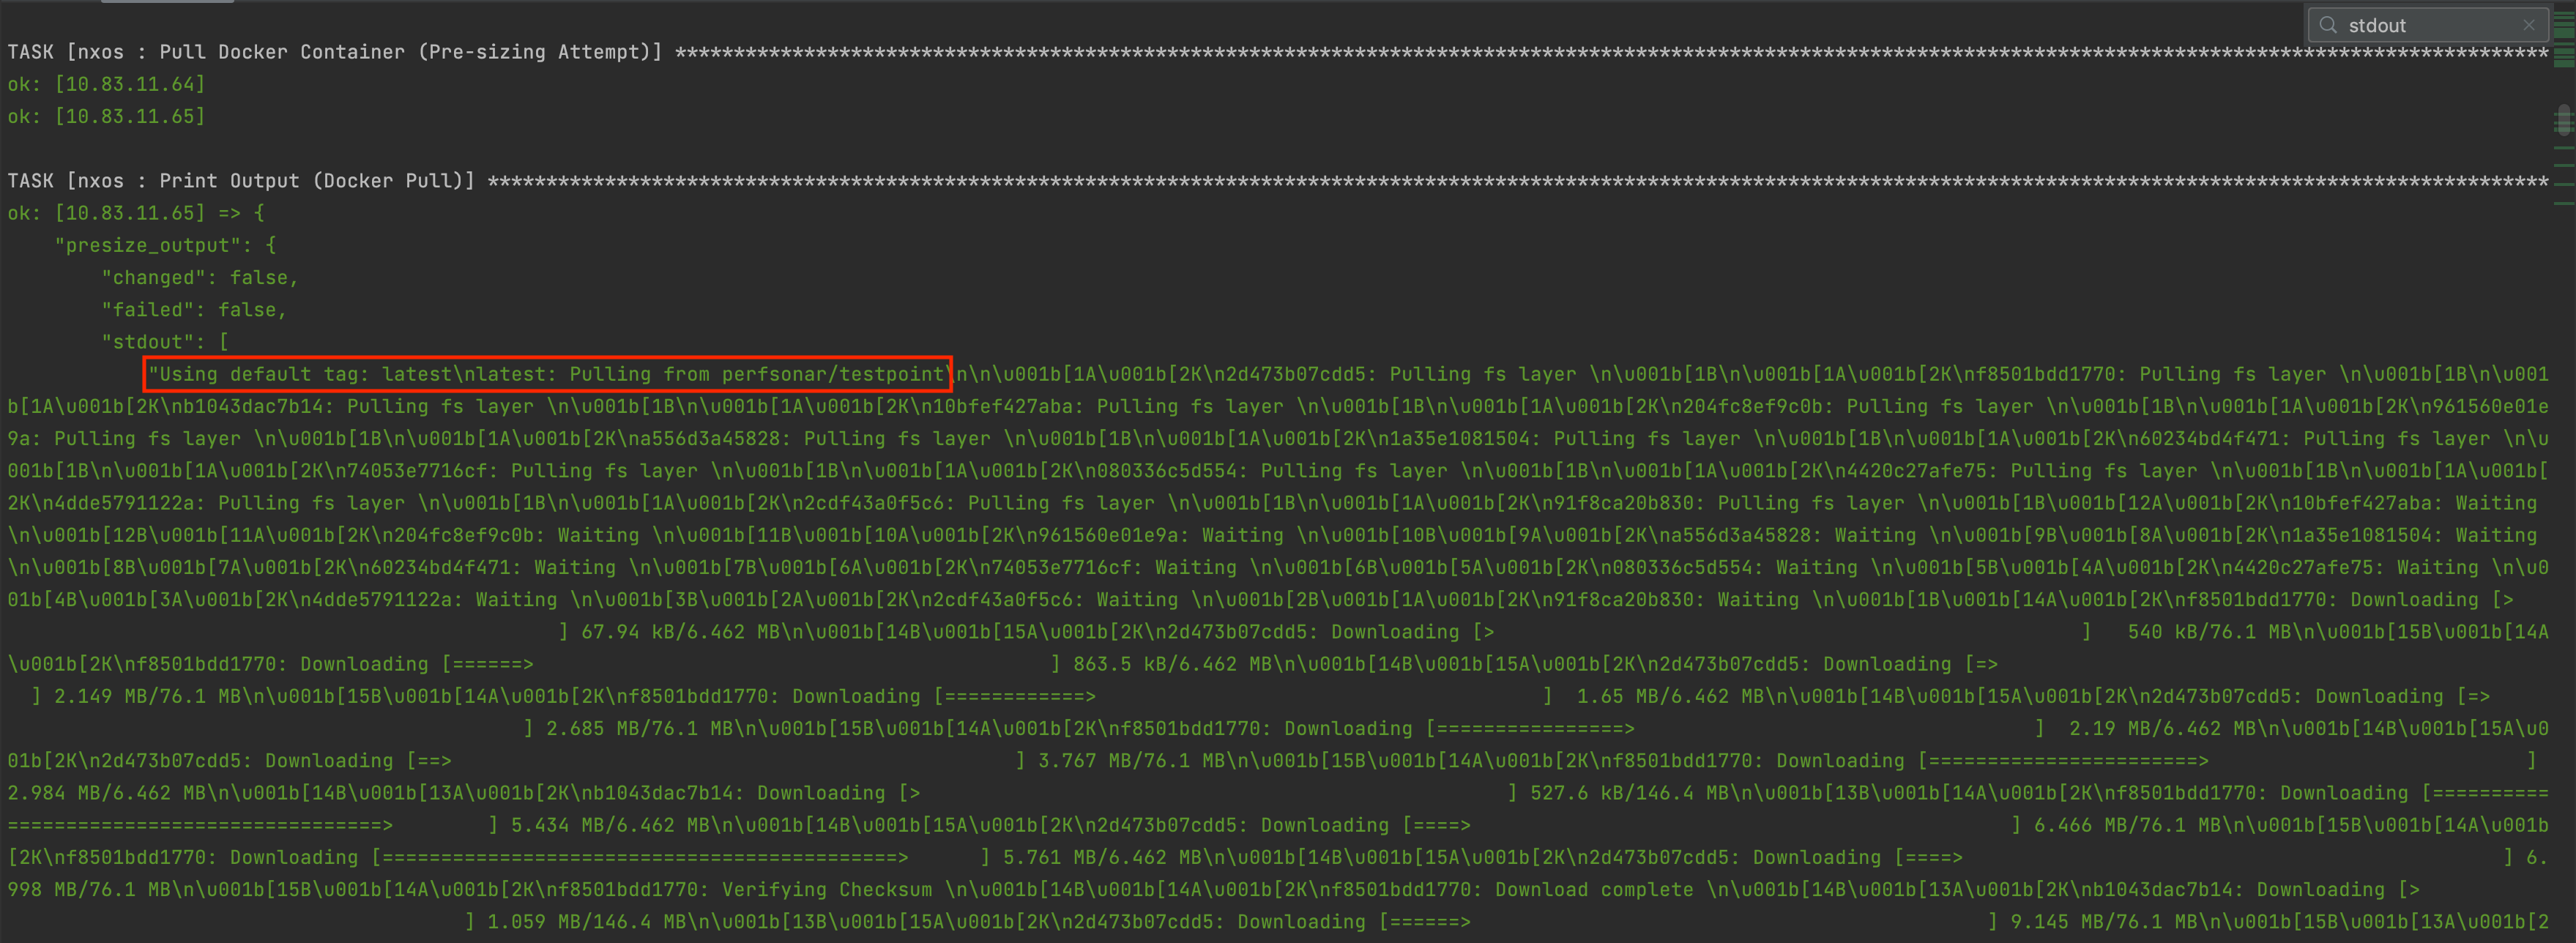 stdout
TASK [nxos : Pull Docker Container (Pre-sizing Attempt)] ****************************************************************************************************************************************************************
ok: [10.83.11.64]
ok: [10.83.11.65]
TASK [nxos : Print Output (Docker Pull)] ********************************************************************************************************************************************************************************
ok: [10.83.11.65] => {
"presize_output": {
"changed": false,
"failed": false,
"stdout": [
"Using default tag: latest\nlatest: Pulling from perfsonar/testpoint\n\n\u001b[1A\u001b[2K\n2d473b07cdd5: Pulling fs layer \n\u001b[1B\n\u001b[1A\u001b[2K\nf8501bdd1770: Pulling fs layer \n\u001b[1B\n\u001
b[1A\u001b[2K\nb1043dac7b14: Pulling fs layer \n\u001b[1B\n\u001b[1A\u001b[2K\n10bfef427aba: Pulling fs layer \n\u001b[1B\n\u001b[1A\u001b[2K\n204fc8ef9c0b: Pulling fs layer \n\u001b[1B\n\u001b[1A\u001b[2K\n961560e01e
9a: Pulling fs layer \n\u001b[1B\n\u001b[1A\u001b[2K\na556d3a45828: Pulling fs layer \n\u001b[1B\n\u001b[1A\u001b[2K\n1a35e1081504: Pulling fs layer \n\u001b[1B\n\u001b[1A\u001b[2K\n60234bd4f471: Pulling fs layer \n\u
001b[1B\n\u001b[1A\u001b[2K\n74053e7716cf: Pulling fs layer \n\u001b[1B\n\u001b[1A\u001b[2K\n080336c5d554: Pulling fs layer \n\u001b[1B\n\u001b[1A\u001b[2K\n4420c27afe75: Pulling fs layer \n\u001b[1B\n\u001b[1A\u001b[
2K\n4dde5791122a: Pulling fs layer \n\u001b[1B\n\u001b[1A\u001b[2K\n2cdf43a0f5c6: Pulling fs layer \n\u001b[1B\n\u001b[1A\u001b[2K\n91f8ca20b830: Pulling fs layer \n\u001b[1B\u001b[12A\u001b[2K\n10bfef427aba: Waiting
\n\u001b[12B\u001b[11A\u001b[2K\n204fc8ef9c0b: Waiting \n\u001b[11B\u001b[10A\u001b[2K\n961560e01e9a: Waiting \n\u001b[10B\u001b[9A\u001b[2K\na556d3a45828: Waiting \n\u001b[9B\u001b[8A\u001b[2K\n1a35e1081504: Waiting
\n\u001b[8B\u001b[7A\u001b[2K\n60234bd4f471: Waiting \n\u001b[7B\u001b[6A\u001b[2K\n74053e7716cf: Waiting \n\u001b[6B\u001b[5A\u001b[2K\n080336c5d554: Waiting \n\u001b[5B\u001b[4A\u001b[2K\n4420c27afe75: Waiting \n\u0
01b[4B\u001b[3A\u001b[2K\n4dde5791122a: Waiting \n\u001b[3B\u001b[2A\u001b[2K\n2cdf43a0f5c6: Waiting \n\u001b[2B\u001b[1A\u001b[2K\n91f8ca20b830: Waiting \n\u001b[1B\u001b[14A\u001b[2K\nf8501bdd1770: Downloading [>
] 67.94 kB/6.462 MB\n\u001b[14B\u001b[15A\u001b[2K\n2d473b07cdd5: Downloading [> ] 540 kB/76.1 MB\n\u001b[15B\u001b[14A
\u001b[2K\nf8501bdd1770: Downloading [======> ] 863.5 kB/6.462 MB\n\u001b[14B\u001b[15A\u001b[2K\n2d473b07cdd5: Downloading [=>
] 2.149 MB/76.1 MB\n\u001b[15B\u001b[14A\u001b[2K\nf8501bdd1770: Downloading [============> ] 1.65 MB/6.462 MB\n\u001b[14B\u001b[15A\u001b[2K\n2d473b07cdd5: Downloading [=>
] 2.685 MB/76.1 MB\n\u001b[15B\u001b[14A\u001b[2K\nf8501bdd1770: Downloading [================> ] 2.19 MB/6.462 MB\n\u001b[14B\u001b[15A\u0
01b[2K\n2d473b07cdd5: Downloading [==> ] 3.767 MB/76.1 MB\n\u001b[15B\u001b[14A\u001b[2K\nf8501bdd1770: Downloading [=======================> ]
2.984 MB/6.462 MB\n\u001b[14B\u001b[13A\u001b[2K\nb1043dac7b14: Downloading [> ] 527.6 kB/146.4 MB\n\u001b[13B\u001b[14A\u001b[2K\nf8501bdd1770: Downloading [==========
================================> ] 5.434 MB/6.462 MB\n\u001b[14B\u001b[15A\u001b[2K\n2d473b07cdd5: Downloading [====> ] 6.466 MB/76.1 MB\n\u001b[15B\u001b[14A\u001b
[2K\nf8501bdd1770: Downloading [============================================> ] 5.761 MB/6.462 MB\n\u001b[14B\u001b[15A\u001b[2K\n2d473b07cdd5: Downloading [====> ] 6.
998 MB/76.1 MB\n\u001b[15B\u001b[14A\u001b[2K\nf8501bdd1770: Verifying Checksum \n\u001b[14B\u001b[14A\u001b[2K\nf8501bdd1770: Download complete \n\u001b[14B\u001b[13A\u001b[2K\nb1043dac7b14: Downloading [>
] 1.059 MB/146.4 MB\n\u001b[13B\u001b[15A\u001b[2K\n2d473b07cdd5: Downloading [======> ] 9.145 MB/76.1 MB\n\u001b[15B\u001b[13A\u001b[2